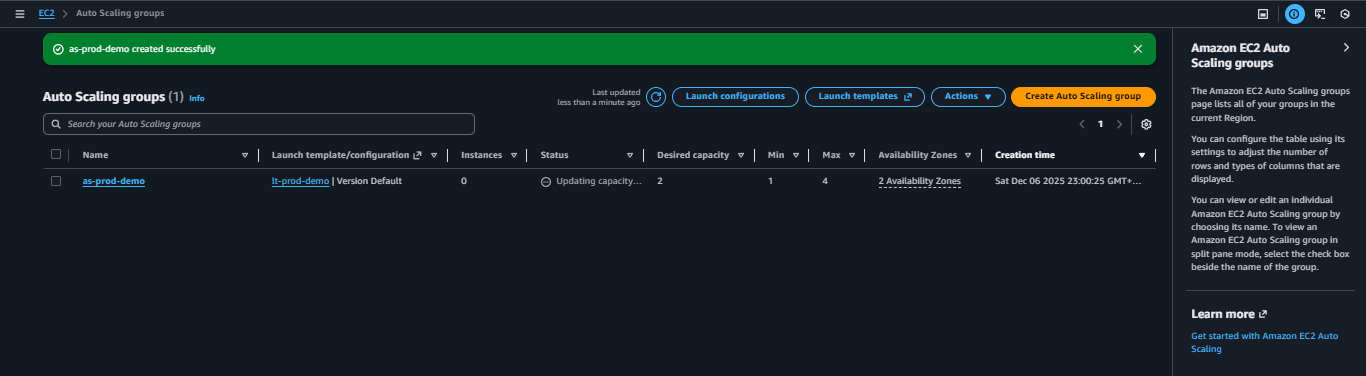 EC2 Auto Scaling groups
as-prod-demo created successfully
Auto Scaling groups (1) Info
Last updated
less than a minute ago
Launch configurations
Launch templates
Actions
Create Auto Scaling group
Search your Auto Scaling groups
1
Name Launch template/configuration Instances Status Desired capacity Min Max Availability Zones Creation time
as-prod-demo lt-prod-demo | Version Default 0 Updating capacity... 2 1 4 2 Availability Zones Sat Dec 06 2025 23:00:25 GMT+...
Amazon EC2 Auto
Scaling groups
The Amazon EC2 Auto Scaling groups
page lists all of your groups in the
current Region.
You can configure the table using its
settings to adjust the number of
rows and types of columns that are
displayed.
You can view or edit an individual
Amazon EC2 Auto Scaling group by
choosing its name. To view an
Amazon EC2 Auto Scaling group in
split pane mode, select the check box
beside the name of the group.
Learn more
Get started with Amazon EC2 Auto
Scaling